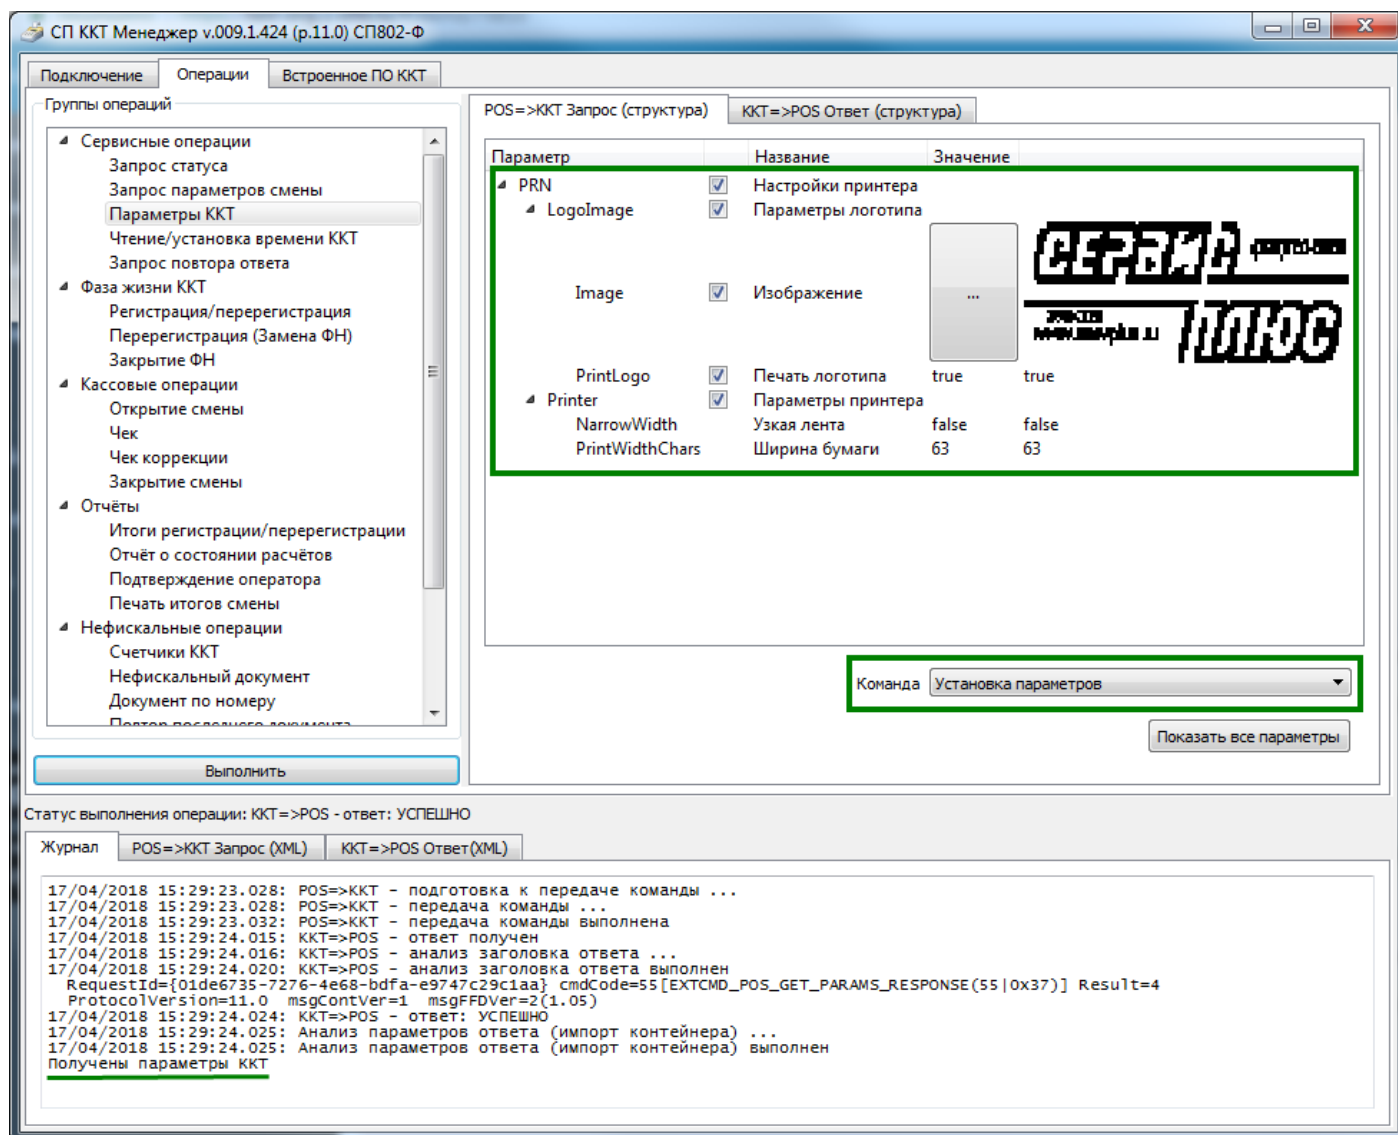 СП ККТ Менеджер v.009.1.424 (p.11.0) СП802-Ф
Подключение Операции Встроенное ПО ККТ
Группы операций
Сервисные операции
Запрос статуса
Запрос параметров смены
Параметры ККТ
Чтение/установка времени ККТ
Запрос повтора ответа
Фаза жизни ККТ
Регистрация/перерегистрация
Перерегистрация (Замена ФН)
Закрытие ФН
Кассовые операции
Открытие смены
Чек
Чек коррекции
Закрытие смены
Отчёты
Итоги регистрации/перерегистрации
Отчёт о состоянии расчётов
Подтверждение оператора
Печать итогов смены
Нефискальные операции
Счетчики ККТ
Нефискальный документ
Документ по номеру
Повтор последнего документа
Выполнить
POS=>ККТ Запрос (структура) ККТ=>POS Ответ (структура)
Параметр Название Значение
PRN Настройки принтера
LogoImage Параметры логотипа
Image Изображение ...
СЕРВИС
ПЛЮС
PrintLogo Печать логотипа true true
Printer Параметры принтера
NarrowWidth Узкая лента false false
PrintWidthChars Ширина бумаги 63 63
Команда Установка параметров
Показать все параметры
Статус выполнения операции: ККТ=>POS - ответ: УСПЕШНО
Журнал POS=>ККТ Запрос (XML) ККТ=>POS Ответ(XML)
17/04/2018 15:29:23.028: POS=>ККТ - подготовка к передаче команды ...
17/04/2018 15:29:23.028: POS=>ККТ - передача команды ...
17/04/2018 15:29:23.032: POS=>ККТ - передача команды выполнена
17/04/2018 15:29:24.015: ККТ=>POS - ответ получен
17/04/2018 15:29:24.016: ККТ=>POS - анализ заголовка ответа ...
17/04/2018 15:29:24.020: ККТ=>POS - анализ заголовка ответа выполнен
RequestId={01de6735-7276-4e68-bdfa-e9747c29c1aa} cmdCode=55[EXTCMD_POS_GET_PARAMS_RESPONSE(55|0x37)] Result=4
ProtocolVersion=11.0 msgContVer=1 msgFFDVer=2(1.05)
17/04/2018 15:29:24.024: ККТ=>POS - ответ: УСПЕШНО
17/04/2018 15:29:24.025: Анализ параметров ответа (импорт контейнера) ...
17/04/2018 15:29:24.025: Анализ параметров ответа (импорт контейнера) выполнен
Получены параметры ККТ